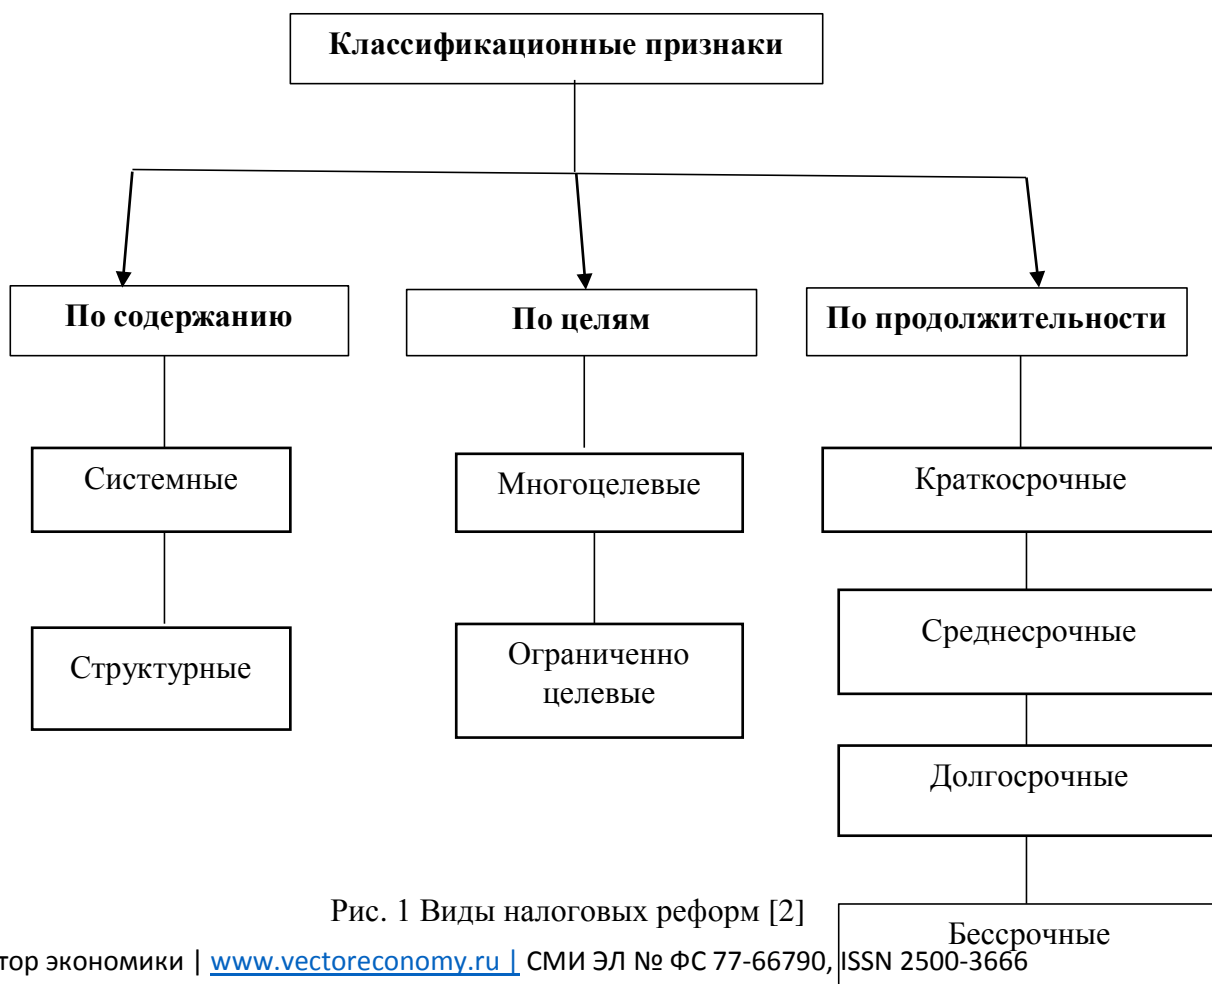 Классификационные признаки
По содержанию
По целям
По продолжительности
Системные
Многоцелевые
Краткосрочные
Структурные
Ограниченно
целевые
Среднесрочные
Долгосрочные
Рис. 1 Виды налоговых реформ [2]
Бессрочные
тор экономики | www.vectoreconomy.ru | СМИ ЭЛ № ФС 77-66790, ISSN 2500-3666